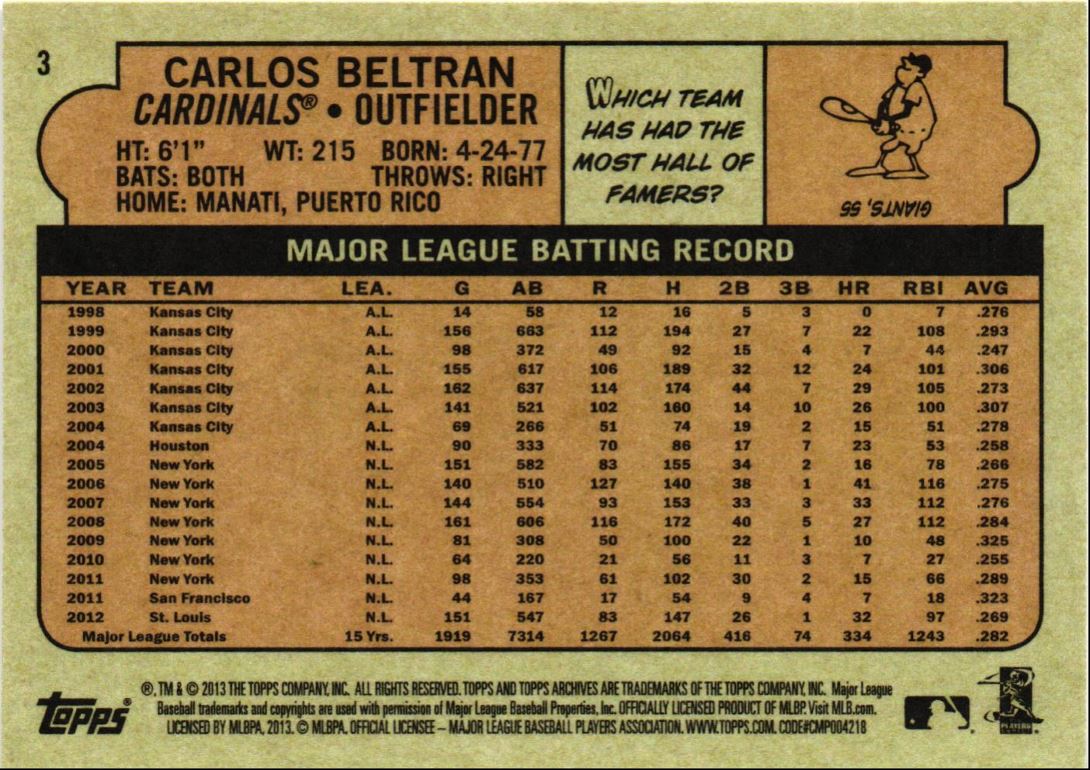 3
CARLOS BELTRAN
CARDINALS® • OUTFIELDER
HT: 6'1" WT: 215 BORN: 4-24-77
BATS: BOTH THROWS: RIGHT
HOME: MANATI, PUERTO RICO
WHICH TEAM
HAS HAD THE
MOST HALL OF
FAMERS?
GIANTS, 55
MAJOR LEAGUE BATTING RECORD
YEAR TEAM LEA. G AB R H 2B 3B HR RBI AVG
1998 Kansas City A.L. 14 58 12 16 5 3 0 7 .276
1999 Kansas City A.L. 156 663 112 194 27 7 22 108 .293
2000 Kansas City A.L. 98 372 49 92 15 4 7 44 .247
2001 Kansas City A.L. 155 617 106 189 32 12 24 101 .306
2002 Kansas City A.L. 162 637 114 174 44 7 29 105 .273
2003 Kansas City A.L. 141 521 102 160 14 10 26 100 .307
2004 Kansas City A.L. 69 266 51 74 19 2 15 51 .278
2004 Houston N.L. 90 333 70 86 17 7 23 53 .258
2005 New York N.L. 151 582 83 155 34 2 16 78 .266
2006 New York N.L. 140 510 127 140 38 1 41 116 .275
2007 New York N.L. 144 554 93 153 33 3 33 112 .276
2008 New York N.L. 161 606 116 172 40 5 27 112 .284
2009 New York N.L. 81 308 50 100 22 1 10 48 .325
2010 New York N.L. 64 220 21 56 11 3 7 27 .255
2011 New York N.L. 98 353 61 102 30 2 15 66 .289
2011 San Francisco N.L. 44 167 17 54 9 4 7 18 .323
2012 St. Louis N.L. 151 547 83 147 26 1 32 97 .269
Major League Totals 15 Yrs. 1919 7314 1267 2064 416 74 334 1243 .282
®, TM & © 2013 THE TOPPS COMPANY, INC. ALL RIGHTS RESERVED. TOPPS AND TOPPS ARCHIVES ARE TRADEMARKS OF THE TOPPS COMPANY, INC. Major League
Baseball trademarks and copyrights are used with permission of Major League Baseball Properties, Inc. OFFICIALLY LICENSED PRODUCT OF MLBP. Visit MLB.com.
LICENSED BY MLBPA, 2013. © MLBPA. OFFICIAL LICENSEE – MAJOR LEAGUE BASEBALL PLAYERS ASSOCIATION. WWW.TOPPS.COM. CODE#CMP004218
topps®
PLAYERS